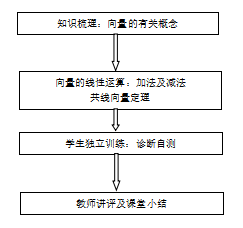 知识梳理：向量的有关概念
向量的线性运算：加法及减法
共线向量定理
学生独立训练：诊断自测
教师讲评及课堂小结